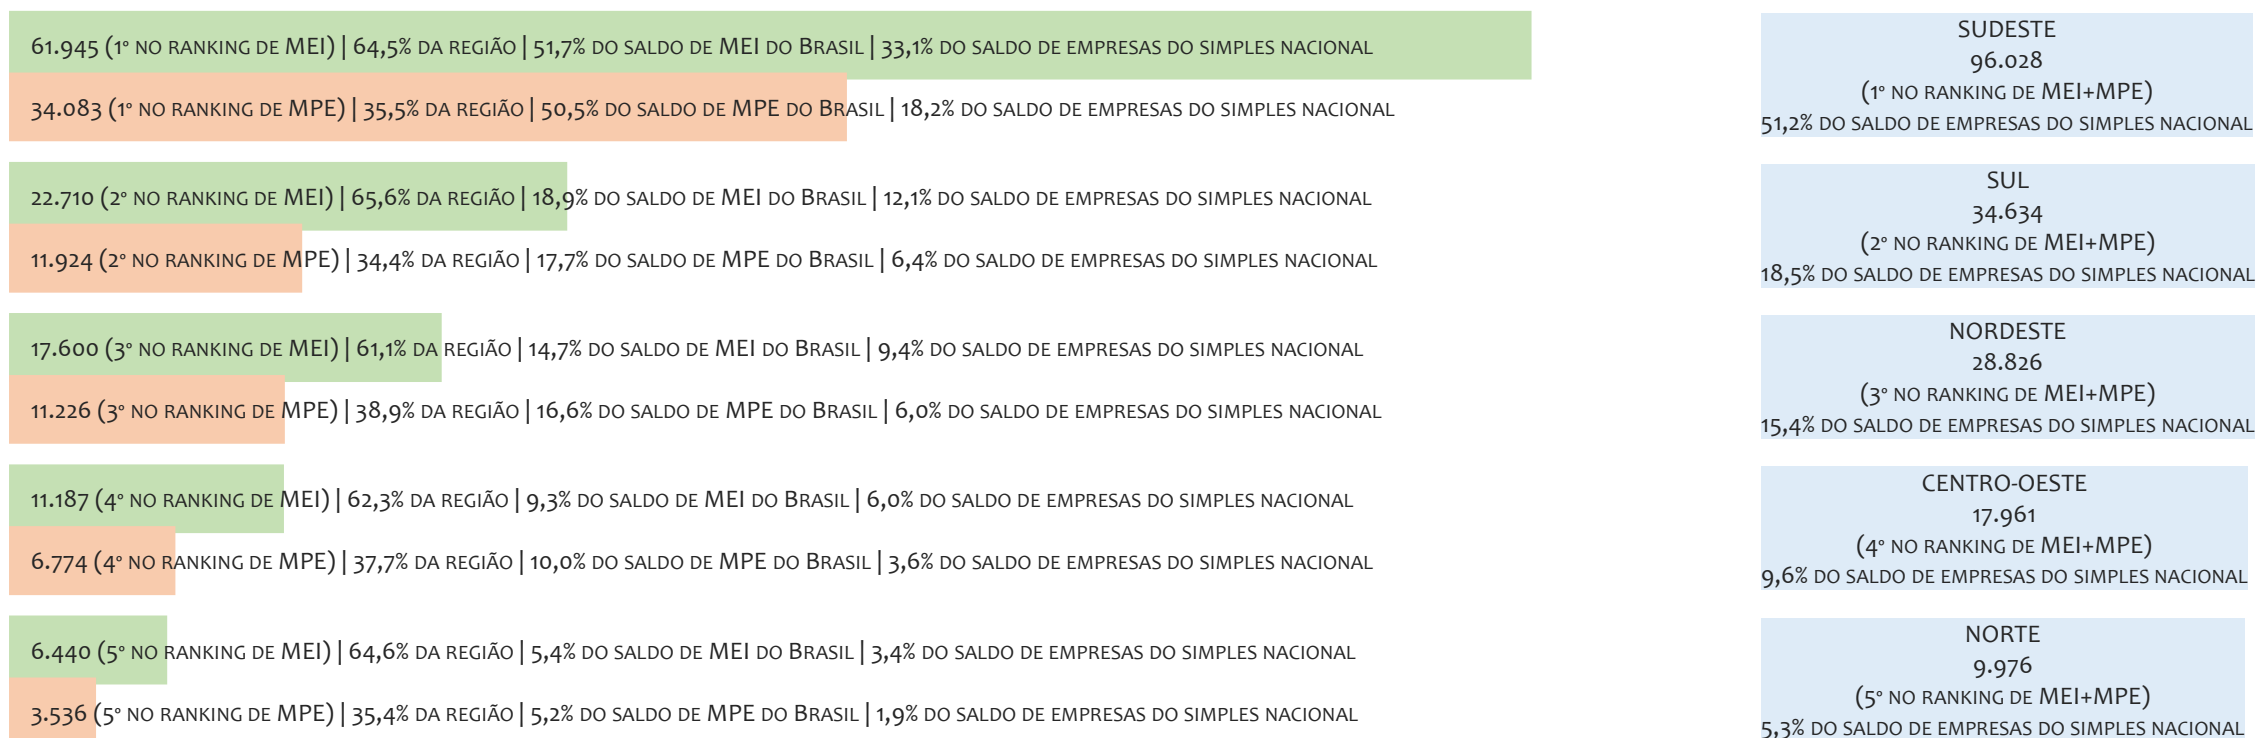 61.945 (1º NO RANKING DE MEI) | 64,5% DA REGIÃO | 51,7% DO SALDO DE MEI DO BRASIL | 33,1% DO SALDO DE EMPRESAS DO SIMPLES NACIONAL
34.083 (1º NO RANKING DE MPE) | 35,5% DA REGIÃO | 50,5% DO SALDO DE MPE DO BRASIL | 18,2% DO SALDO DE EMPRESAS DO SIMPLES NACIONAL
SUDESTE
96.028
(1º NO RANKING DE MEI+MPE)
51,2% DO SALDO DE EMPRESAS DO SIMPLES NACIONAL
22.710 (2º NO RANKING DE MEI) | 65,6% DA REGIÃO | 18,9% DO SALDO DE MEI DO BRASIL | 12,1% DO SALDO DE EMPRESAS DO SIMPLES NACIONAL
11.924 (2º NO RANKING DE MPE) | 34,4% DA REGIÃO | 17,7% DO SALDO DE MPE DO BRASIL | 6,4% DO SALDO DE EMPRESAS DO SIMPLES NACIONAL
SUL
34.634
(2º NO RANKING DE MEI+MPE)
18,5% DO SALDO DE EMPRESAS DO SIMPLES NACIONAL
17.600 (3º NO RANKING DE MEI) | 61,1% DA REGIÃO | 14,7% DO SALDO DE MEI DO BRASIL | 9,4% DO SALDO DE EMPRESAS DO SIMPLES NACIONAL
11.226 (3º NO RANKING DE MPE) | 38,9% DA REGIÃO | 16,6% DO SALDO DE MPE DO BRASIL | 6,0% DO SALDO DE EMPRESAS DO SIMPLES NACIONAL
NORDESTE
28.826
(3º NO RANKING DE MEI+MPE)
15,4% DO SALDO DE EMPRESAS DO SIMPLES NACIONAL
11.187 (4º NO RANKING DE MEI) | 62,3% DA REGIÃO | 9,3% DO SALDO DE MEI DO BRASIL | 6,0% DO SALDO DE EMPRESAS DO SIMPLES NACIONAL
6.774 (4º NO RANKING DE MPE) | 37,7% DA REGIÃO | 10,0% DO SALDO DE MPE DO BRASIL | 3,6% DO SALDO DE EMPRESAS DO SIMPLES NACIONAL
CENTRO-OESTE
17.961
(4º NO RANKING DE MEI+MPE)
9,6% DO SALDO DE EMPRESAS DO SIMPLES NACIONAL
6.440 (5º NO RANKING DE MEI) | 64,6% DA REGIÃO | 5,4% DO SALDO DE MEI DO BRASIL | 3,4% DO SALDO DE EMPRESAS DO SIMPLES NACIONAL
3.536 (5º NO RANKING DE MPE) | 35,4% DA REGIÃO | 5,2% DO SALDO DE MPE DO BRASIL | 1,9% DO SALDO DE EMPRESAS DO SIMPLES NACIONAL
NORTE
9.976
(5º NO RANKING DE MEI+MPE)
5,3% DO SALDO DE EMPRESAS DO SIMPLES NACIONAL